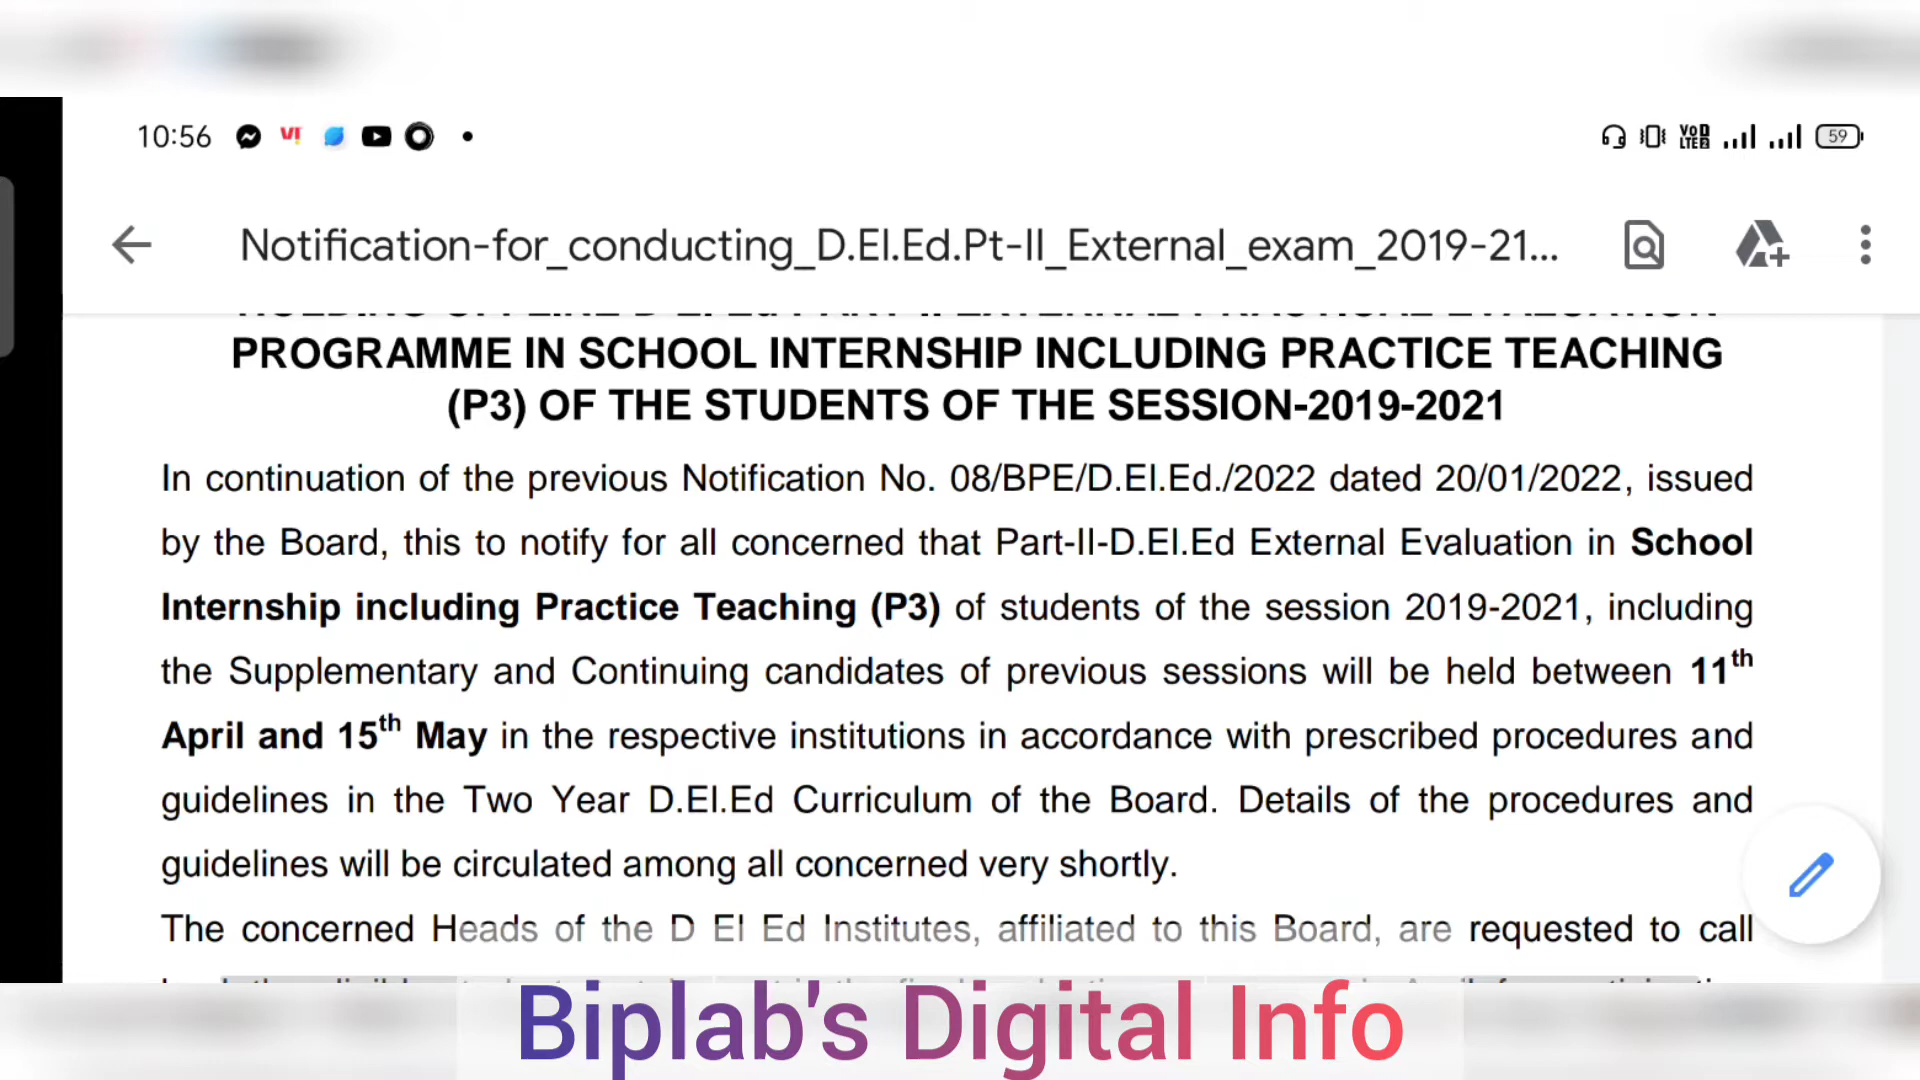 10:56
VoD LTE2
59
Notification-for_conducting_D.El.Ed.Pt-II_External_exam_2019-21...
PROGRAMME IN SCHOOL INTERNSHIP INCLUDING PRACTICE TEACHING
(P3) OF THE STUDENTS OF THE SESSION-2019-2021
In continuation of the previous Notification No. 08/BPE/D.El.Ed./2022 dated 20/01/2022, issued
by the Board, this to notify for all concerned that Part-II-D.El.Ed External Evaluation in School
Internship including Practice Teaching (P3) of students of the session 2019-2021, including
the Supplementary and Continuing candidates of previous sessions will be held between 11th
April and 15th May in the respective institutions in accordance with prescribed procedures and
guidelines in the Two Year D.El.Ed Curriculum of the Board. Details of the procedures and
guidelines will be circulated among all concerned very shortly.
The concerned Heads of the D El Ed Institutes, affiliated to this Board, are requested to call
Biplab's Digital Info